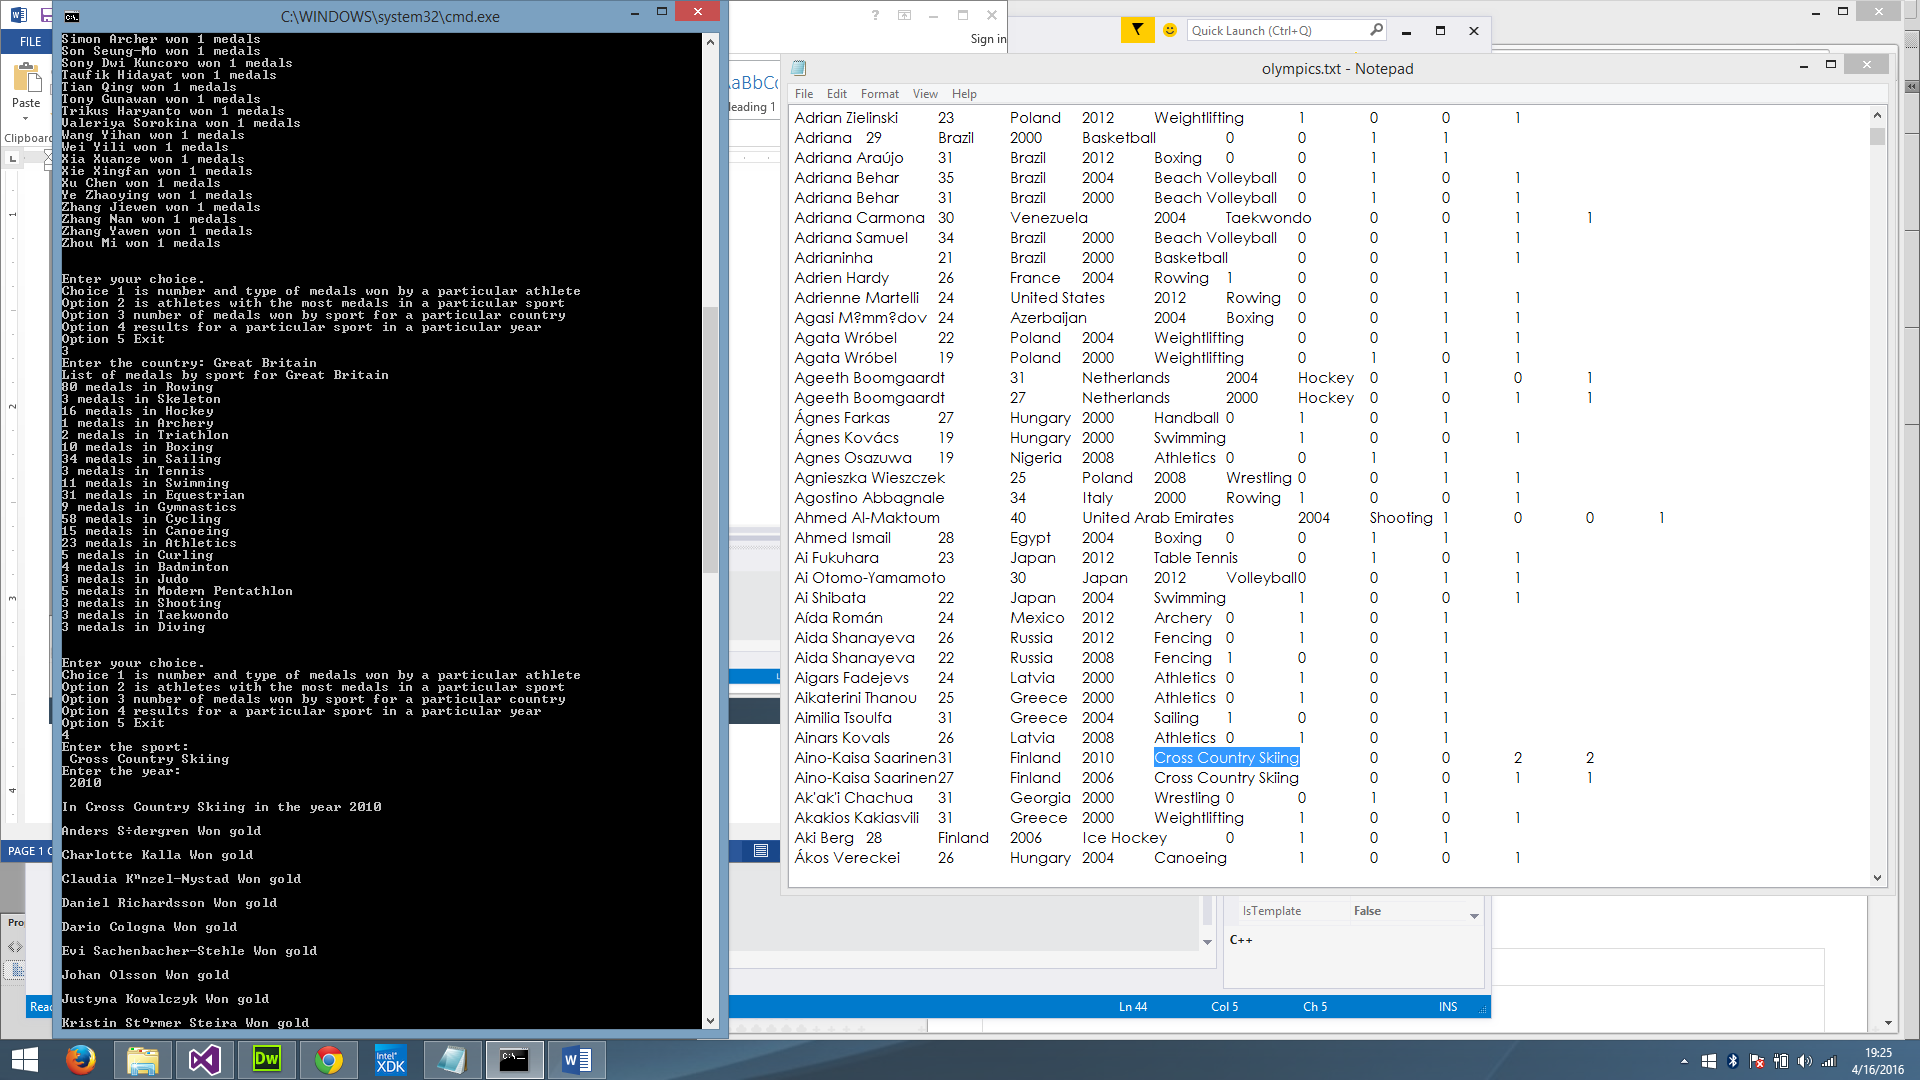 C:\WINDOWS\system32\cmd.exe
Simon Archer won 1 medals
Son Seung-Mo won 1 medals
Sony Dwi Kuncoro won 1 medals
Taufik Hidayat won 1 medals
Tian Qing won 1 medals
Tony Gunawan won 1 medals
Trikus Haryanto won 1 medals
Valeriya Sorokina won 1 medals
Wang Yihan won 1 medals
Wei Yili won 1 medals
Xia Xuanze won 1 medals
Xie Xingfan won 1 medals
Xu Chen won 1 medals
Ye Zhaoying won 1 medals
Zhang Jiewen won 1 medals
Zhang Nan won 1 medals
Zhang Yawen won 1 medals
Zhou Mi won 1 medals
Enter your choice.
Choice 1 is number and type of medals won by a particular athlete
Option 2 is athletes with the most medals in a particular sport
Option 3 number of medals won by sport for a particular country
Option 4 results for a particular sport in a particular year
Option 5 Exit
3
Enter the country: Great Britain
List of medals by sport for Great Britain
80 medals in Rowing
3 medals in Skeleton
16 medals in Hockey
1 medals in Archery
2 medals in Triathlon
10 medals in Boxing
34 medals in Sailing
3 medals in Tennis
11 medals in Swimming
31 medals in Equestrian
9 medals in Gymnastics
58 medals in Cycling
15 medals in Canoeing
23 medals in Athletics
5 medals in Curling
4 medals in Badminton
3 medals in Judo
5 medals in Modern Pentathlon
3 medals in Shooting
3 medals in Taekwondo
3 medals in Diving
Enter your choice.
Choice 1 is number and type of medals won by a particular athlete
Option 2 is athletes with the most medals in a particular sport
Option 3 number of medals won by sport for a particular country
Option 4 results for a particular sport in a particular year
Option 5 Exit
4
Enter the sport:
Cross Country Skiing
Enter the year:
2010
In Cross Country Skiing in the year 2010
Anders S÷dergren Won gold
Charlotte Kalla Won gold
Claudia Kⁿnzel-Nystad Won gold
Daniel Richardsson Won gold
Dario Cologna Won gold
Evi Sachenbacher-Stehle Won gold
Johan Olsson Won gold
Justyna Kowalczyk Won gold
Kristin St°rmer Steira Won gold
FILE
Paste
Clipboard
PAGE 1
Sign in
Quick Launch (Ctrl+Q)
olympics.txt - Notepad
File Edit Format View Help
Adrian Zielinski 23 Poland 2012 Weightlifting 1 0 0 1
Adriana 29 Brazil 2000 Basketball 0 0 1 1
Adriana Araújo 31 Brazil 2012 Boxing 0 0 1 1
Adriana Behar 35 Brazil 2004 Beach Volleyball 0 1 0 1
Adriana Behar 31 Brazil 2000 Beach Volleyball 0 1 0 1
Adriana Carmona 30 Venezuela 2004 Taekwondo 0 0 1 1
Adriana Samuel 34 Brazil 2000 Beach Volleyball 0 0 1 1
Adrianinha 21 Brazil 2000 Basketball 0 0 1 1
Adrien Hardy 26 France 2004 Rowing 1 0 0 1
Adrienne Martelli 24 United States 2012 Rowing 0 0 1 1
Agasi M?mm?dov 24 Azerbaijan 2004 Boxing 0 0 1 1
Agata Wróbel 22 Poland 2004 Weightlifting 0 0 1 1
Agata Wróbel 19 Poland 2000 Weightlifting 0 1 0 1
Ageeth Boomgaardt 31 Netherlands 2004 Hockey 0 1 0 1
Ageeth Boomgaardt 27 Netherlands 2000 Hockey 0 0 1 1
Ágnes Farkas 27 Hungary 2000 Handball 0 1 0 1
Ágnes Kovács 19 Hungary 2000 Swimming 1 0 0 1
Agnes Osazuwa 19 Nigeria 2008 Athletics 0 0 1 1
Agnieszka Wieszczek 25 Poland 2008 Wrestling 0 0 1 1
Agostino Abbagnale 34 Italy 2000 Rowing 1 0 0 1
Ahmed Al-Maktoum 40 United Arab Emirates 2004 Shooting 1 0 0 1
Ahmed Ismail 28 Egypt 2004 Boxing 0 0 1 1
Ai Fukuhara 23 Japan 2012 Table Tennis 0 1 0 1
Ai Otomo-Yamamoto 30 Japan 2012 Volleyball 0 0 1 1
Ai Shibata 22 Japan 2004 Swimming 1 0 0 1
Aída Román 24 Mexico 2012 Archery 0 1 0 1
Aida Shanayeva 26 Russia 2012 Fencing 0 1 0 1
Aida Shanayeva 22 Russia 2008 Fencing 1 0 0 1
Aigars Fadejevs 24 Latvia 2000 Athletics 0 1 0 1
Aikaterini Thanou 25 Greece 2000 Athletics 0 1 0 1
Aimilia Tsoulfa 31 Greece 2004 Sailing 1 0 0 1
Ainars Kovals 26 Latvia 2008 Athletics 0 1 0 1
Aino-Kaisa Saarinen 31 Finland 2010 Cross Country Skiing 0 0 2 2
Aino-Kaisa Saarinen 27 Finland 2006 Cross Country Skiing 0 0 1 1
Ak'ak'i Chachua 31 Georgia 2000 Wrestling 0 0 1 1
Akakios Kakiasvili 31 Greece 2000 Weightlifting 1 0 0 1
Aki Berg 28 Finland 2006 Ice Hockey 0 1 0 1
Ákos Vereckei 26 Hungary 2004 Canoeing 1 0 0 1
IsTemplate False
C++
Ln 44 Col 5 Ch 5 INS
Dw
Intel® XDK
19:25
4/16/2016